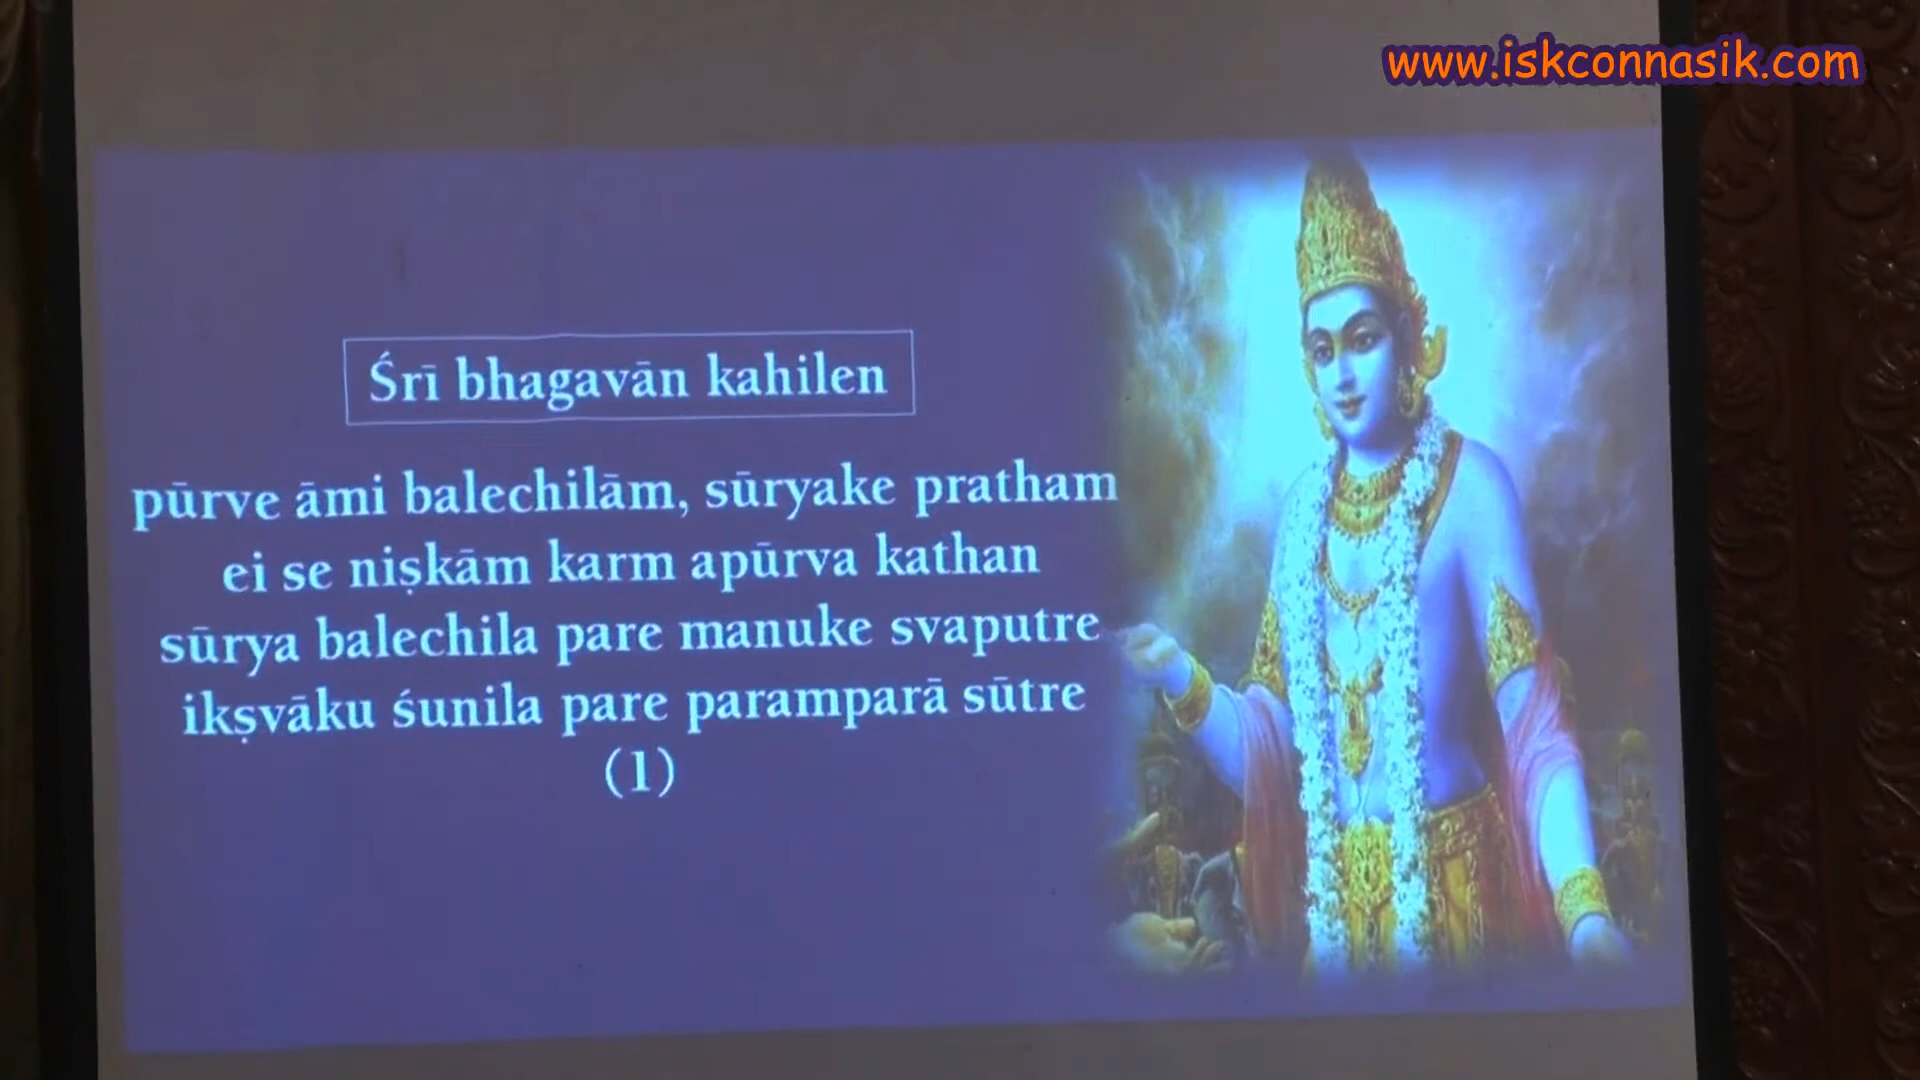 www.iskconnasik.com
Śrī bhagavān kahilen
pūrve āmi balechilām, sūryake pratham
ei se niṣkām karm apūrva kathan
sūrya balechila pare manuke svaputre
ikṣvāku śunila pare paramparā sūtre
(1)